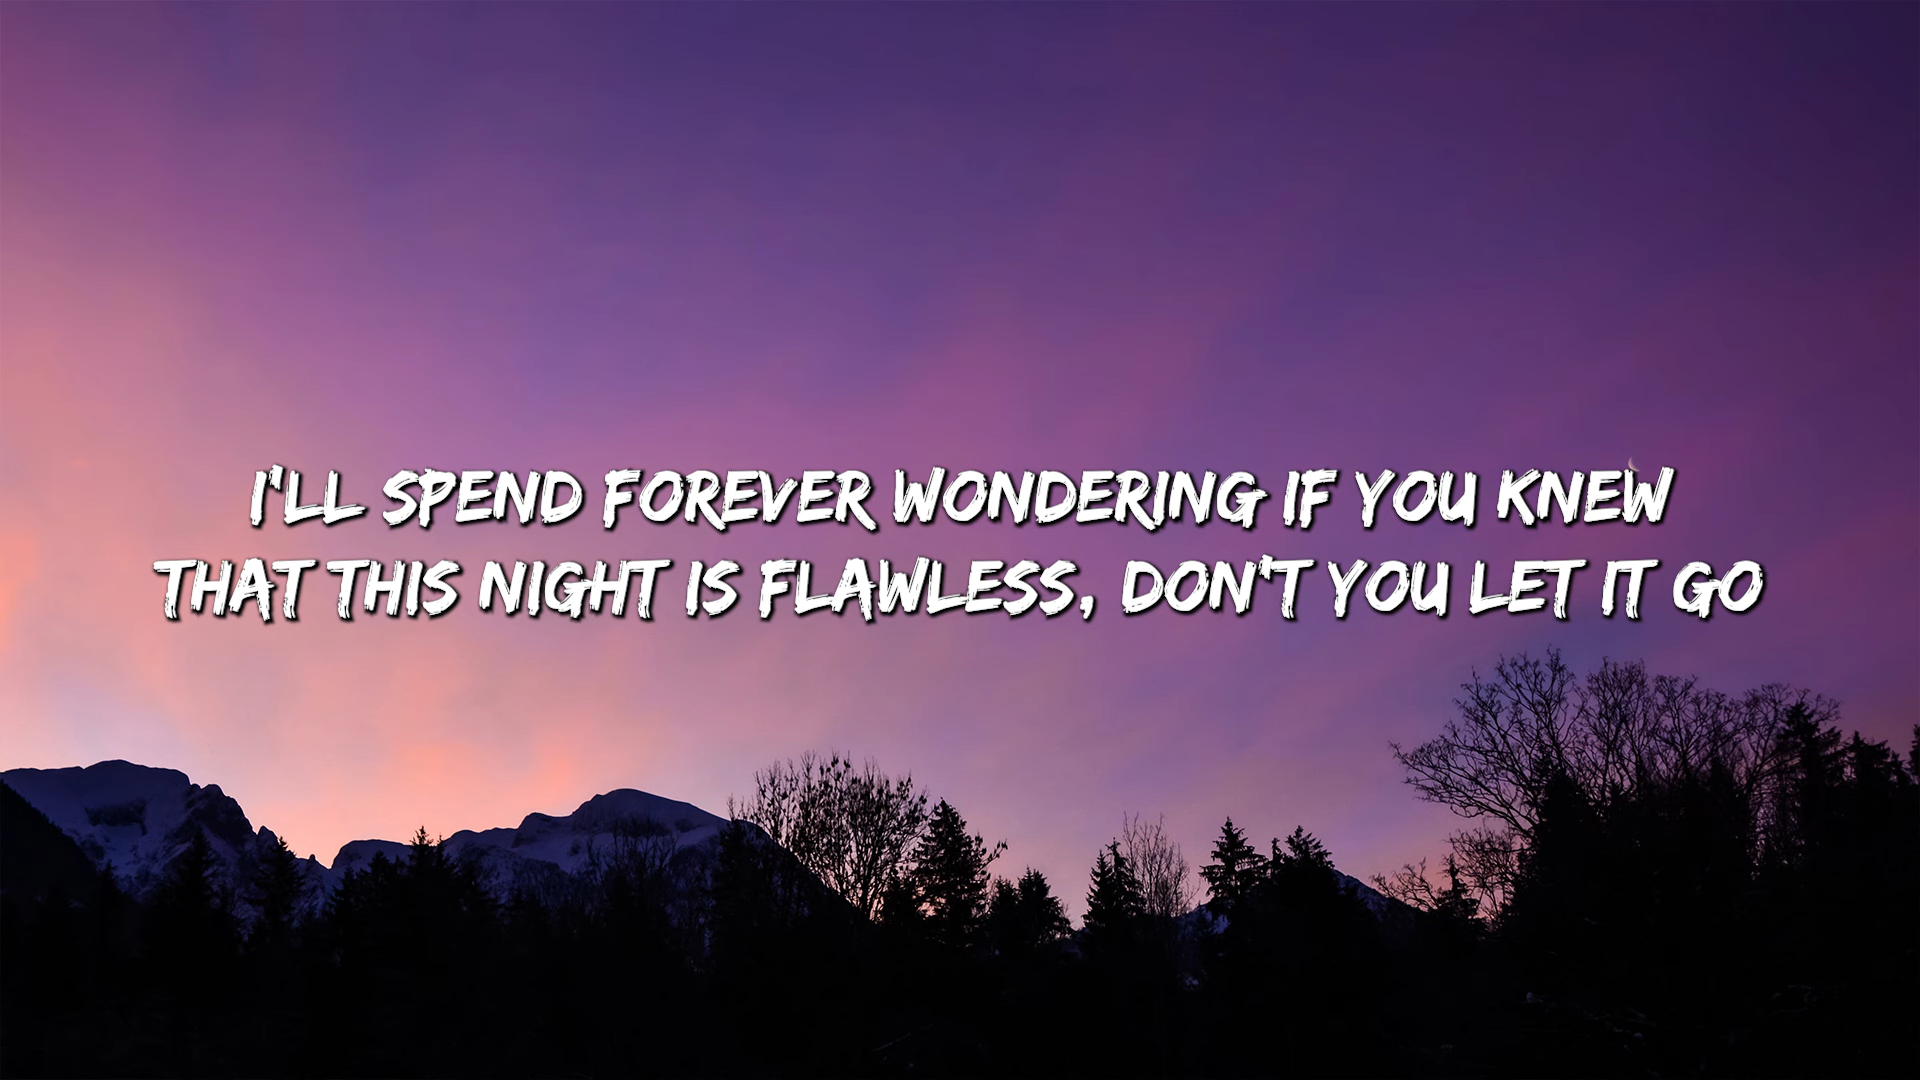 I'LL SPEND FOREVER WONDERING IF YOU KNEW
THAT THIS NIGHT IS FLAWLESS, DON'T YOU LET IT GO